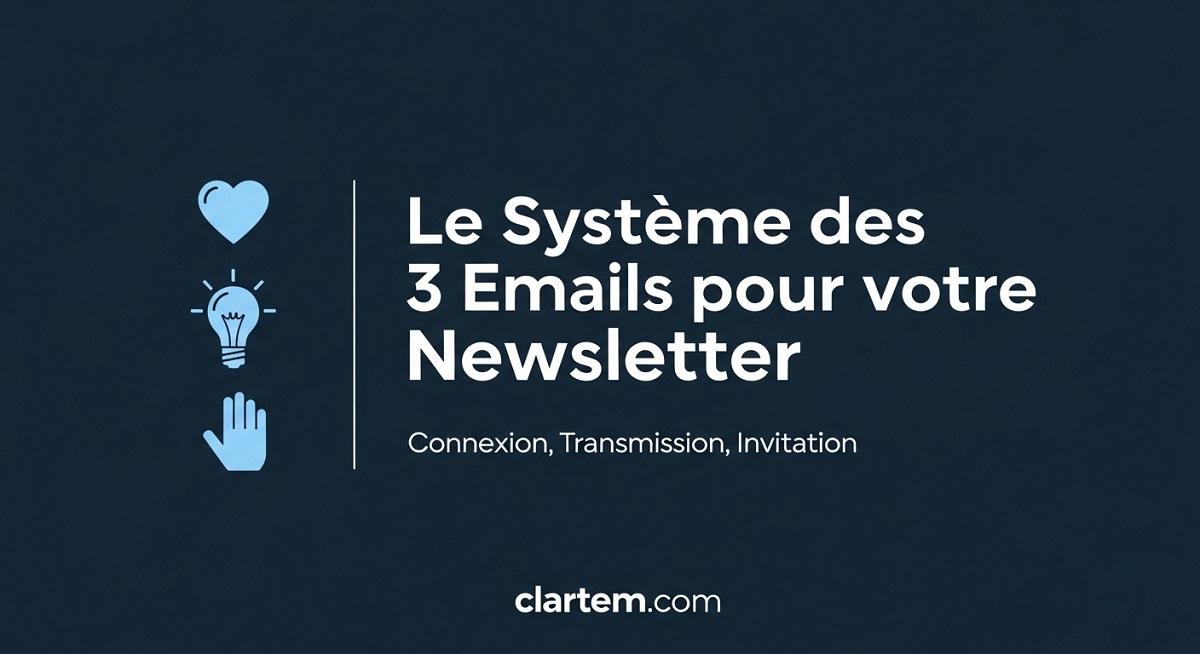 Le Système des
3 Emails pour votre
Newsletter
Connexion, Transmission, Invitation
clartem.com